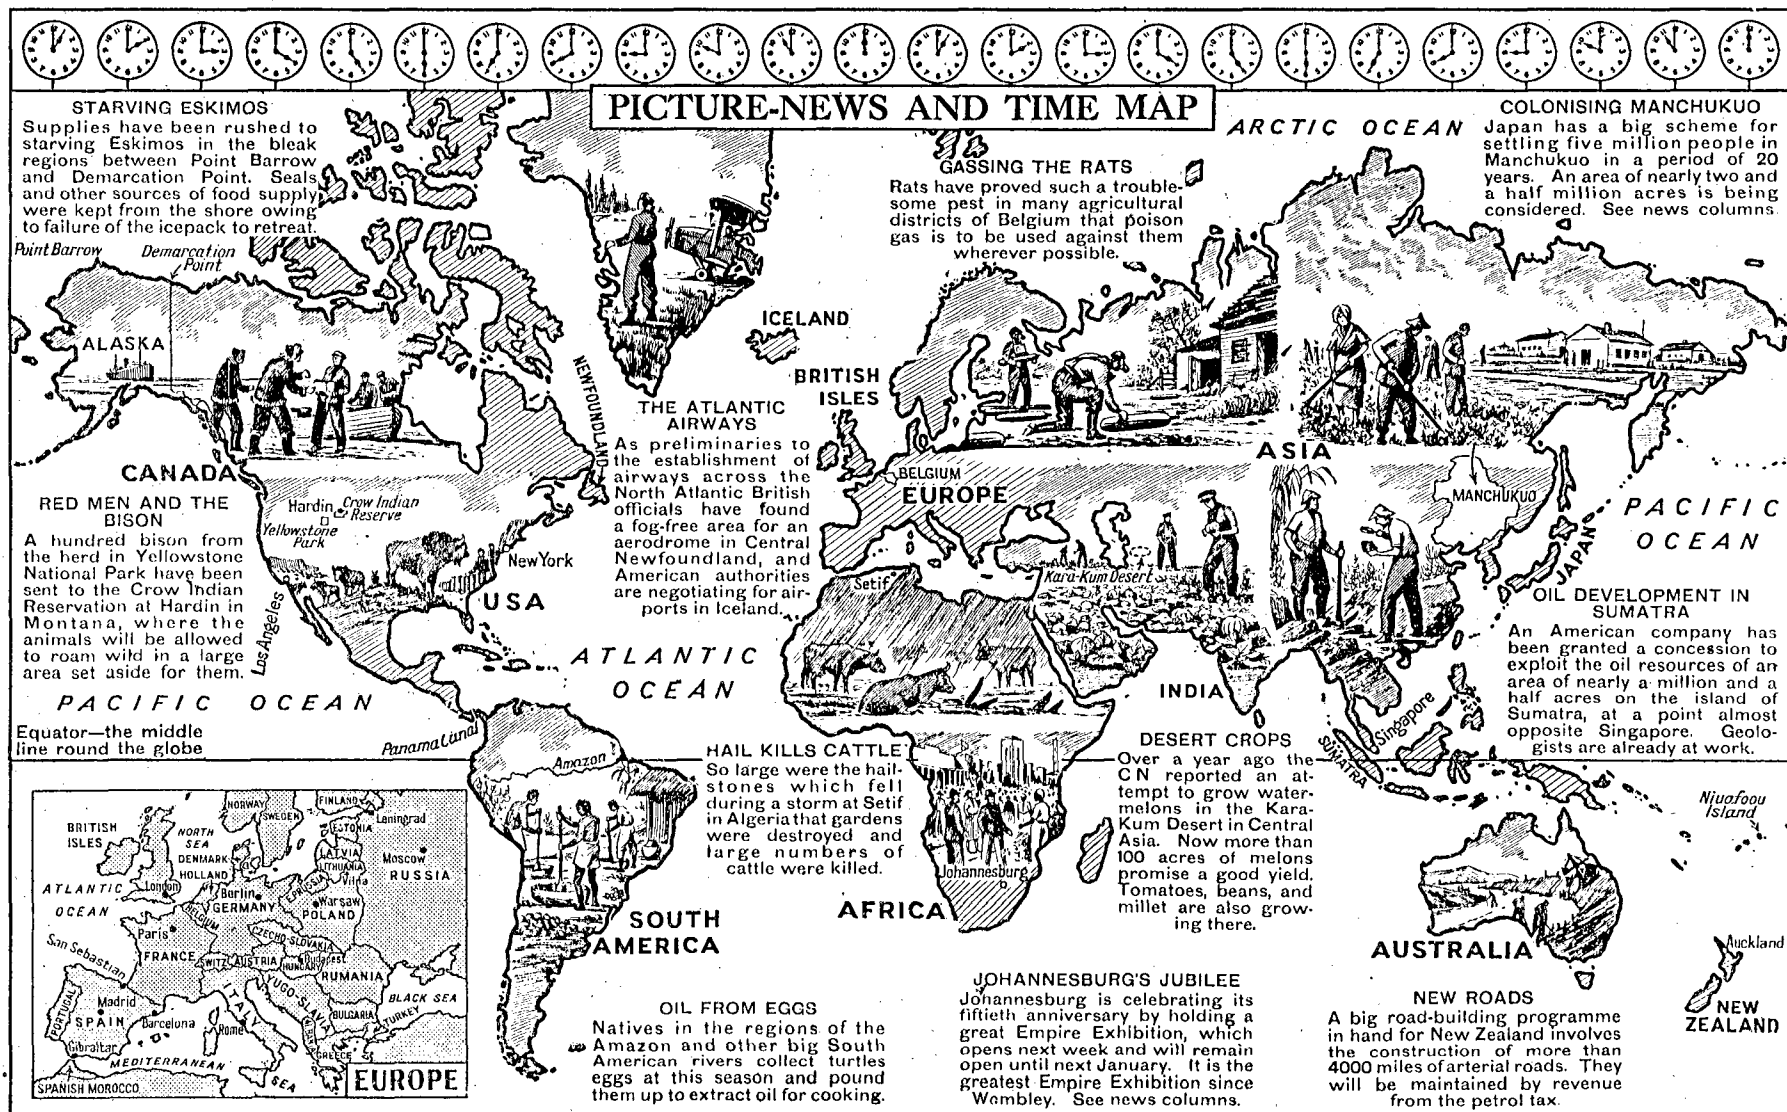 PICTURE-NEWS AND TIME MAP
STARVING ESKIMOS
Supplies have been rushed to
starving Eskimos in the bleak
regions between Point Barrow
and Demarcation Point. Seals
and other sources of food supply
were kept from the shore owing
to failure of the icepack to retreat.
Point Barrow
Demarcation
Point
ALASKA
CANADA
RED MEN AND THE
BISON
A hundred bison from
the herd in Yellowstone
National Park have been
sent to the Crow Indian
Reservation at Hardin in
Montana, where the
animals will be allowed
to roam wild in a large
area set aside for them.
Hardin
Crow Indian
Reserve
Yellowstone
Park
New York
USA
Los Angeles
PACIFIC OCEAN
Equator—the middle
line round the globe
Panama Canal
NEWFOUNDLAND
THE ATLANTIC
AIRWAYS
As preliminaries to
the establishment of
airways across the
North Atlantic British
officials have found
a fog-free area for an
aerodrome in Central
Newfoundland, and
American authorities
are negotiating for air-
ports in Iceland.
ICELAND
BRITISH
ISLES
ATLANTIC
OCEAN
GASSING THE RATS
Rats have proved such a trouble-
some pest in many agricultural
districts of Belgium that poison
gas is to be used against them
wherever possible.
ARCTIC OCEAN
COLONISING MANCHUKUO
Japan has a big scheme for
settling five million people in
Manchukuo in a period of 20
years. An area of nearly two and
a half million acres is being
considered. See news columns.
ASIA
BELGIUM
EUROPE
MANCHUKUO
PACIFIC
OCEAN
JAPAN
Setif
Kara-Kum Desert
INDIA
OIL DEVELOPMENT IN
SUMATRA
An American company has
been granted a concession to
exploit the oil resources of an
area of nearly a million and a
half acres on the island of
Sumatra, at a point almost
opposite Singapore. Geolo-
gists are already at work.
Singapore
SUMATRA
Amazon
HAIL KILLS CATTLE
So large were the hail-
stones which fell
during a storm at Setif
in Algeria that gardens
were destroyed and
large numbers of
cattle were killed.
DESERT CROPS
Over a year ago the
CN reported an at-
tempt to grow water-
melons in the Kara-
Kum Desert in Central
Asia. Now more than
100 acres of melons
promise a good yield.
Tomatoes, beans, and
millet are also grow-
ing there.
Niuafoou
Island
Johannesburg
SOUTH
AMERICA
AFRICA
AUSTRALIA
Auckland
NEW
ZEALAND
OIL FROM EGGS
Natives in the regions of the
Amazon and other big South
American rivers collect turtles
eggs at this season and pound
them up to extract oil for cooking.
JOHANNESBURG'S JUBILEE
Johannesburg is celebrating its
fiftieth anniversary by holding a
great Empire Exhibition, which
opens next week and will remain
open until next January. It is the
greatest Empire Exhibition since
Wembley. See news columns.
NEW ROADS
A big road-building programme
in hand for New Zealand involves
the construction of more than
4000 miles of arterial roads. They
will be maintained by revenue
from the petrol tax.
NORWAY
SWEDEN
FINLAND
Leningrad
BRITISH
ISLES
NORTH
SEA
ESTONIA
DENMARK
LATVIA
LITHUANIA
Moscow
RUSSIA
HOLLAND
Vilna
PRUSSIA
ATLANTIC
OCEAN
London
Berlin
GERMANY
Warsaw
POLAND
BELGIUM
Paris
CZECHO-SLOVAKIA
San Sebastian
FRANCE
SWITZ
AUSTRIA
Budapest
HUNGARY
RUMANIA
YUGO-SLAVIA
PORTUGAL
Madrid
SPAIN
Barcelona
ITALY
Rome
BLACK SEA
BULGARIA
TURKEY
Gibraltar
MEDITERRANEAN
SEA
GREECE
SPANISH MOROCCO
EUROPE